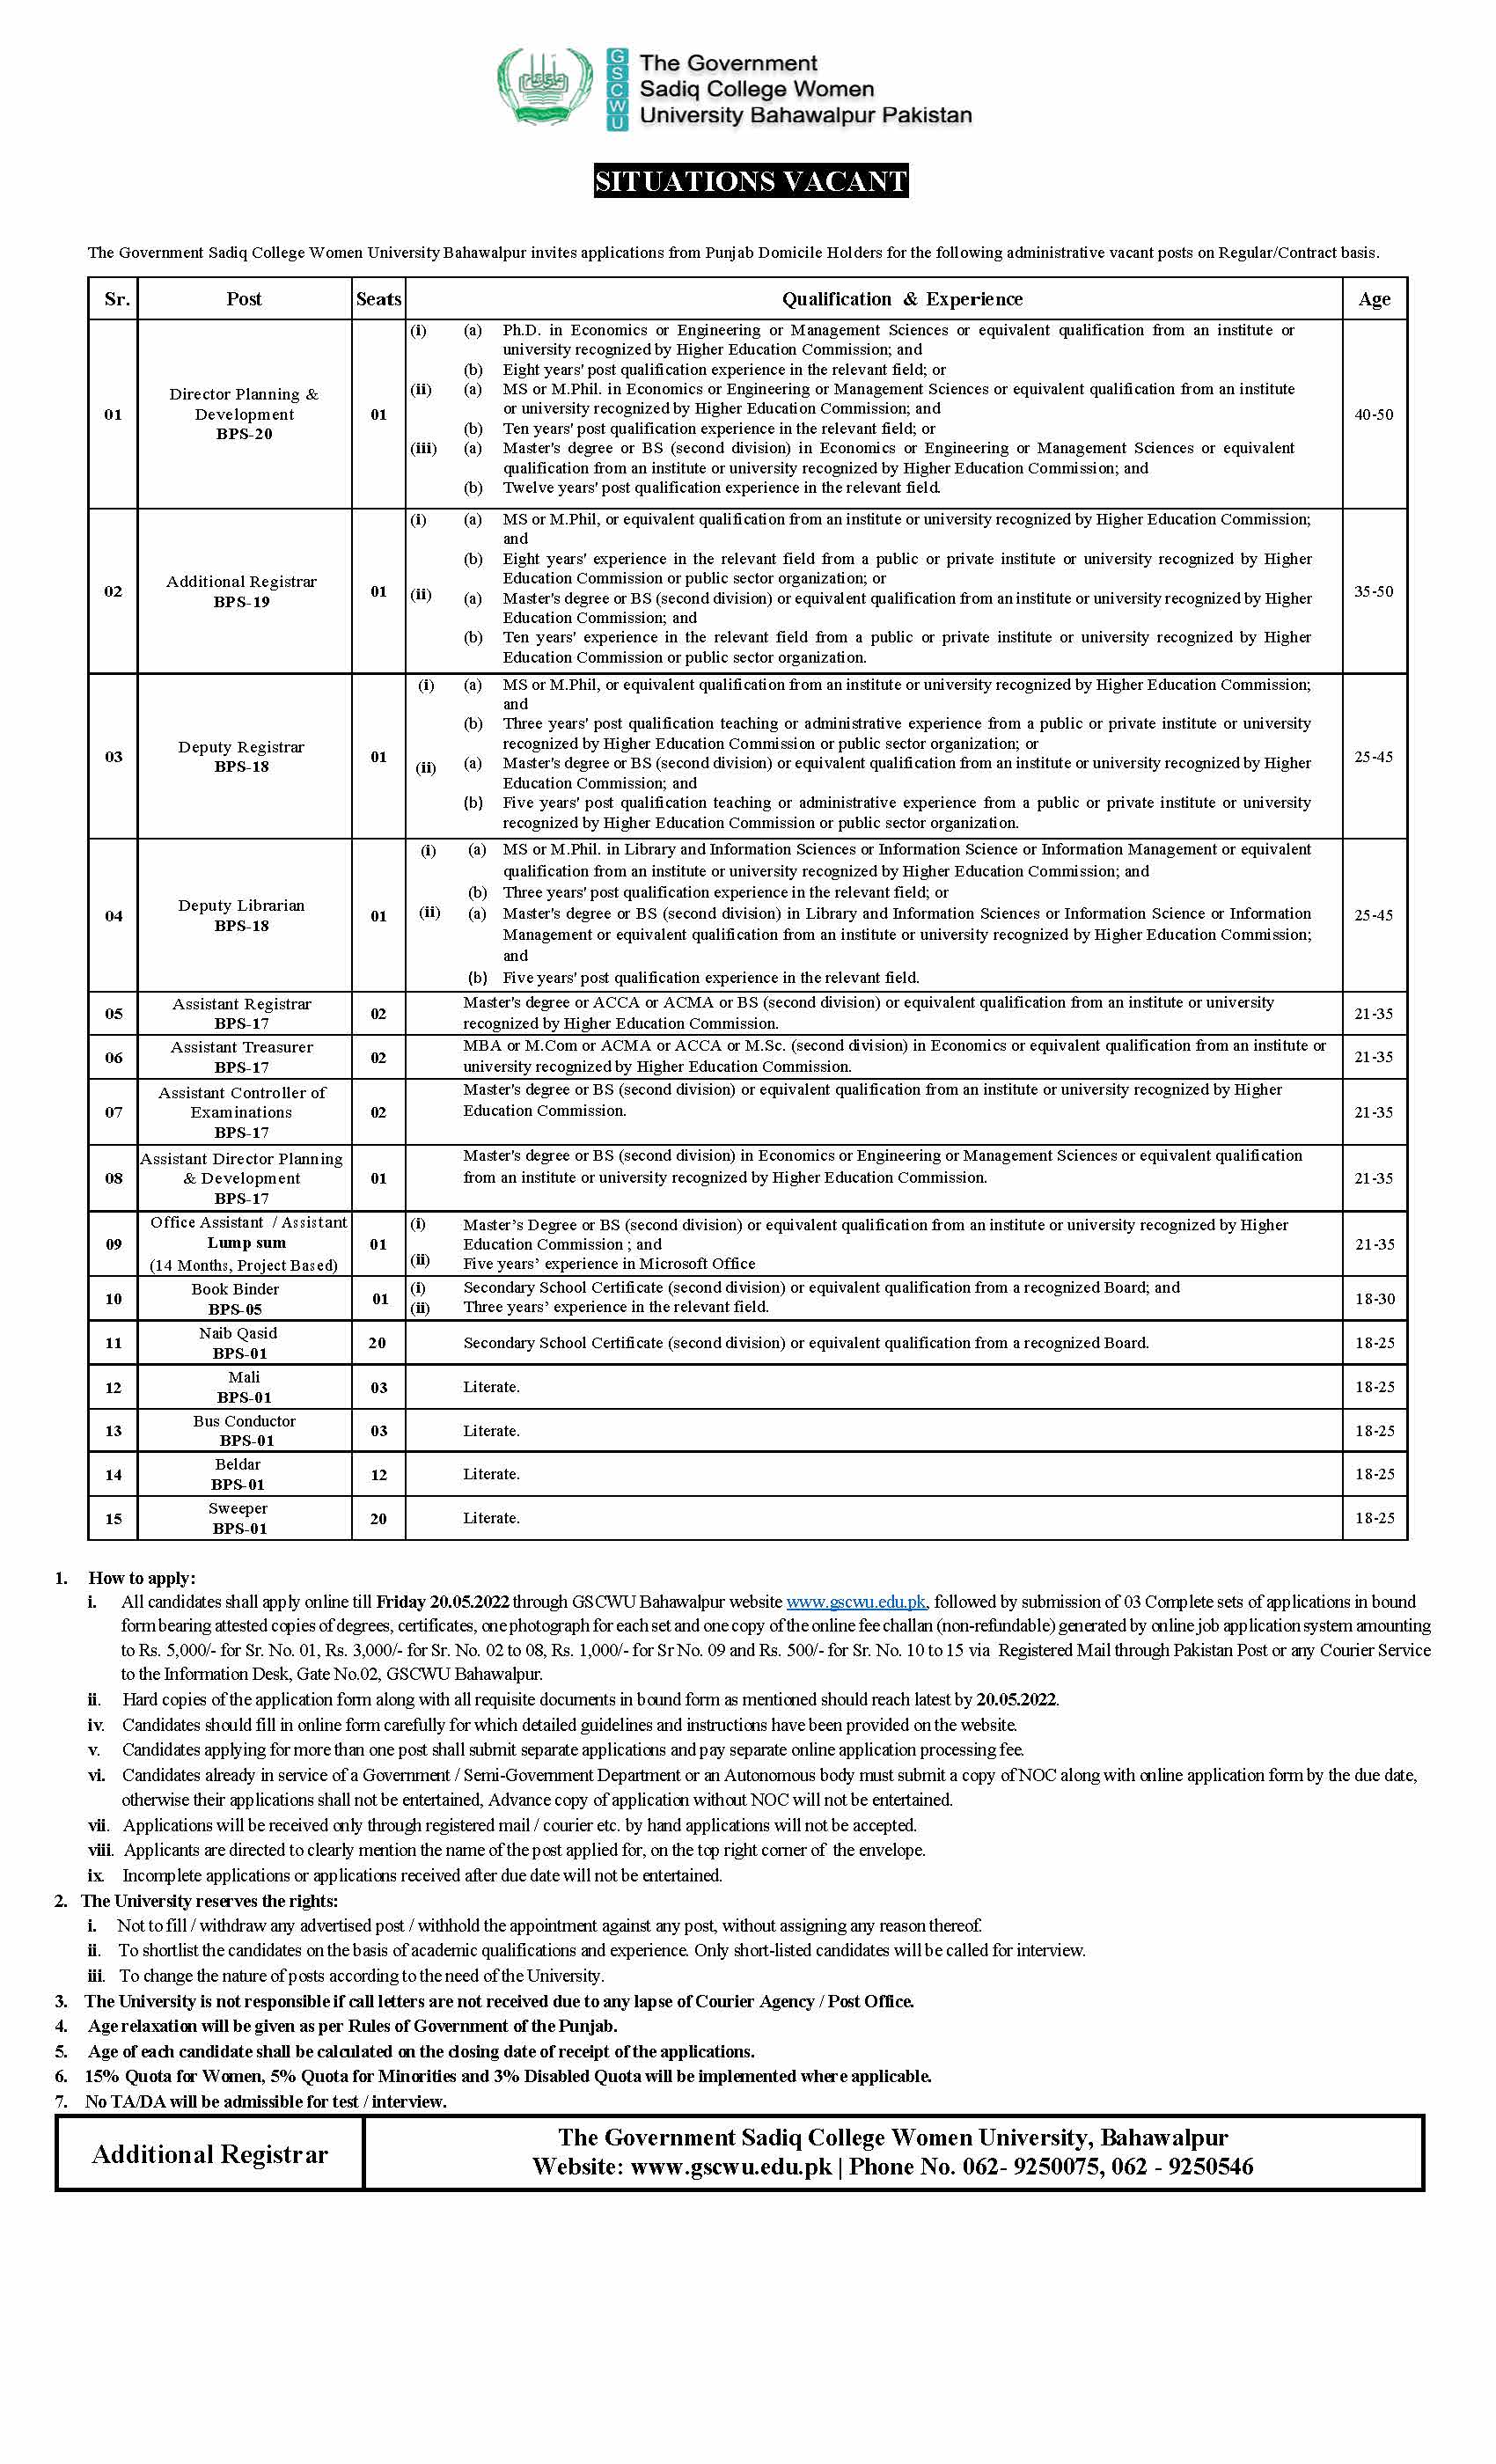 G
S
C
W
U
The Government
Sadiq College Women
University Bahawalpur Pakistan
SITUATIONS VACANT
The Government Sadiq College Women University Bahawalpur invites applications from Punjab Domicile Holders for the following administrative vacant posts on Regular/Contract basis.
Sr. Post Seats Qualification & Experience Age
01
Director Planning &
Development
BPS-20
01
(i) (a) Ph.D. in Economics or Engineering or Management Sciences or equivalent qualification from an institute or
university recognized by Higher Education Commission; and
(b) Eight years' post qualification experience in the relevant field; or
(ii) (a) MS or M.Phil. in Economics or Engineering or Management Sciences or equivalent qualification from an institute
or university recognized by Higher Education Commission; and
(b) Ten years' post qualification experience in the relevant field; or
(iii) (a) Master's degree or BS (second division) in Economics or Engineering or Management Sciences or equivalent
qualification from an institute or university recognized by Higher Education Commission; and
(b) Twelve years' post qualification experience in the relevant field.
40-50
02
Additional Registrar
BPS-19
01
(i) (a) MS or M.Phil, or equivalent qualification from an institute or university recognized by Higher Education Commission;
and
(b) Eight years' experience in the relevant field from a public or private institute or university recognized by Higher
Education Commission or public sector organization; or
(ii) (a) Master's degree or BS (second division) or equivalent qualification from an institute or university recognized by Higher
Education Commission; and
(b) Ten years' experience in the relevant field from a public or private institute or university recognized by Higher
Education Commission or public sector organization.
35-50
03
Deputy Registrar
BPS-18
01
(i) (a) MS or M.Phil, or equivalent qualification from an institute or university recognized by Higher Education Commission;
and
(b) Three years' post qualification teaching or administrative experience from a public or private institute or university
recognized by Higher Education Commission or public sector organization; or
(ii) (a) Master's degree or BS (second division) or equivalent qualification from an institute or university recognized by Higher
Education Commission; and
(b) Five years' post qualification teaching or administrative experience from a public or private institute or university
recognized by Higher Education Commission or public sector organization.
25-45
04
Deputy Librarian
BPS-18
01
(i) (a) MS or M.Phil. in Library and Information Sciences or Information Science or Information Management or equivalent
qualification from an institute or university recognized by Higher Education Commission; and
(b) Three years' post qualification experience in the relevant field; or
(ii) (a) Master's degree or BS (second division) in Library and Information Sciences or Information Science or Information
Management or equivalent qualification from an institute or university recognized by Higher Education Commission;
and
(b) Five years' post qualification experience in the relevant field.
25-45
05
Assistant Registrar
BPS-17
02
Master's degree or ACCA or ACMA or BS (second division) or equivalent qualification from an institute or university
recognized by Higher Education Commission.
21-35
06
Assistant Treasurer
BPS-17
02
MBA or M.Com or ACMA or ACCA or M.Sc. (second division) in Economics or equivalent qualification from an institute or
university recognized by Higher Education Commission.
21-35
07
Assistant Controller of
Examinations
BPS-17
02
Master's degree or BS (second division) or equivalent qualification from an institute or university recognized by Higher
Education Commission.
21-35
08
Assistant Director Planning
& Development
BPS-17
01
Master's degree or BS (second division) in Economics or Engineering or Management Sciences or equivalent qualification
from an institute or university recognized by Higher Education Commission.
21-35
09
Office Assistant / Assistant
Lump sum
(14 Months, Project Based)
01
(i) Master’s Degree or BS (second division) or equivalent qualification from an institute or university recognized by Higher
Education Commission ; and
(ii) Five years’ experience in Microsoft Office
21-35
10
Book Binder
BPS-05
01
(i) Secondary School Certificate (second division) or equivalent qualification from a recognized Board; and
(ii) Three years’ experience in the relevant field.
18-30
11
Naib Qasid
BPS-01
20
Secondary School Certificate (second division) or equivalent qualification from a recognized Board.
18-25
12
Mali
BPS-01
03
Literate.
18-25
13
Bus Conductor
BPS-01
03
Literate.
18-25
14
Beldar
BPS-01
12
Literate.
18-25
15
Sweeper
BPS-01
20
Literate.
18-25
1. How to apply:
i. All candidates shall apply online till Friday 20.05.2022 through GSCWU Bahawalpur website www.gscwu.edu.pk, followed by submission of 03 Complete sets of applications in bound
form bearing attested copies of degrees, certificates, one photograph for each set and one copy of the online fee challan (non-refundable) generated by online job application system amounting
to Rs. 5,000/- for Sr. No. 01, Rs. 3,000/- for Sr. No. 02 to 08, Rs. 1,000/- for Sr No. 09 and Rs. 500/- for Sr. No. 10 to 15 via Registered Mail through Pakistan Post or any Courier Service
to the Information Desk, Gate No.02, GSCWU Bahawalpur.
ii. Hard copies of the application form along with all requisite documents in bound form as mentioned should reach latest by 20.05.2022.
iv. Candidates should fill in online form carefully for which detailed guidelines and instructions have been provided on the website.
v. Candidates applying for more than one post shall submit separate applications and pay separate online application processing fee.
vi. Candidates already in service of a Government / Semi-Government Department or an Autonomous body must submit a copy of NOC along with online application form by the due date,
otherwise their applications shall not be entertained, Advance copy of application without NOC will not be entertained.
vii. Applications will be received only through registered mail / courier etc. by hand applications will not be accepted.
viii. Applicants are directed to clearly mention the name of the post applied for, on the top right corner of the envelope.
ix. Incomplete applications or applications received after due date will not be entertained.
2. The University reserves the rights:
i. Not to fill / withdraw any advertised post / withhold the appointment against any post, without assigning any reason thereof.
ii. To shortlist the candidates on the basis of academic qualifications and experience. Only short-listed candidates will be called for interview.
iii. To change the nature of posts according to the need of the University.
3. The University is not responsible if call letters are not received due to any lapse of Courier Agency / Post Office.
4. Age relaxation will be given as per Rules of Government of the Punjab.
5. Age of each candidate shall be calculated on the closing date of receipt of the applications.
6. 15% Quota for Women, 5% Quota for Minorities and 3% Disabled Quota will be implemented where applicable.
7. No TA/DA will be admissible for test / interview.
Additional Registrar
The Government Sadiq College Women University, Bahawalpur
Website: www.gscwu.edu.pk | Phone No. 062- 9250075, 062 - 9250546